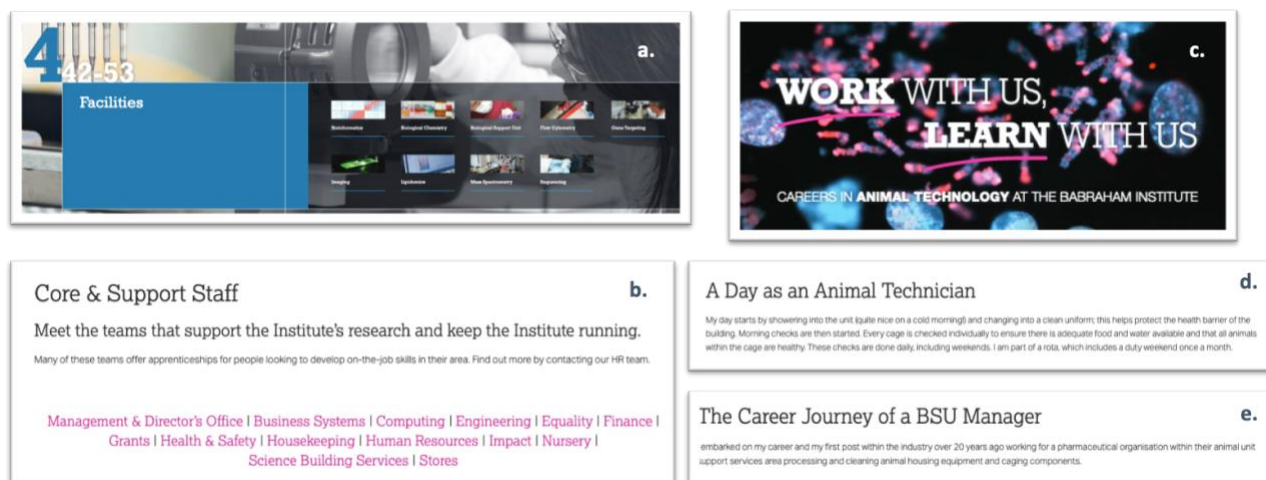 a.
4
42-53
Facilities
Bioinformatics
Biological Chemistry
Biological Support Unit
Flow Cytometry
Gene Targeting
Imaging
Lipidomics
Mass Spectrometry
Sequencing
b.
Core & Support Staff
Meet the teams that support the Institute's research and keep the Institute running.
Many of these teams offer apprenticeships for people looking to develop on-the-job skills in their area. Find out more by contacting our HR team.
Management & Director's Office | Business Systems | Computing | Engineering | Equality | Finance |
Grants | Health & Safety | Housekeeping | Human Resources | Impact | Nursery |
Science Building Services | Stores
c.
WORK WITH US,
LEARN WITH US
CAREERS IN ANIMAL TECHNOLOGY AT THE BABRAHAM INSTITUTE
d.
A Day as an Animal Technician
My day starts by showering into the unit (quite nice on a cold morning!) and changing into a clean uniform; this helps protect the health barrier of the
building. Morning checks are then started. Every cage is checked individually to ensure there is adequate food and water available and that all animals
within the cage are healthy. These checks are done daily, including weekends. I am part of a rota, which includes a duty weekend once a month.
e.
The Career Journey of a BSU Manager
embarked on my career and my first post within the industry over 20 years ago working for a pharmaceutical organisation within their animal unit
upport services area processing and cleaning animal housing equipment and caging components.